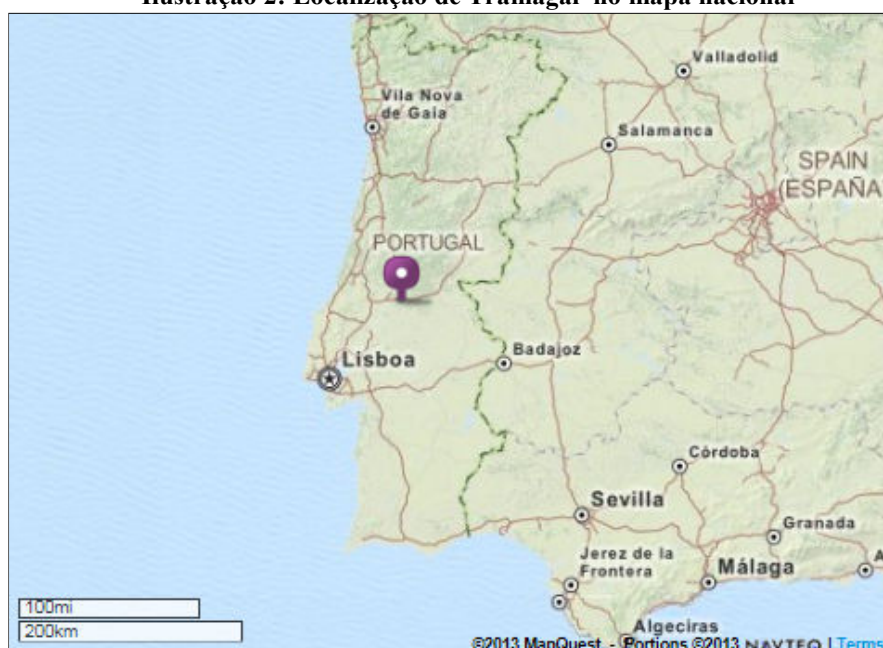 Ilustração 2: Localização de Tramagal no mapa nacional
Valladolid
Vila Nova
de Gaia
Salamanca
SPAIN
(ESPAÑA
PORTUGAL
Lisboa
Badajoz
Córdoba
Sevilla
Granada
Jerez de la
Frontera
Málaga
A
100mi
200km
Algeciras
©2013 MapQuest - Portions ©2013 NAVTEQ | Terms